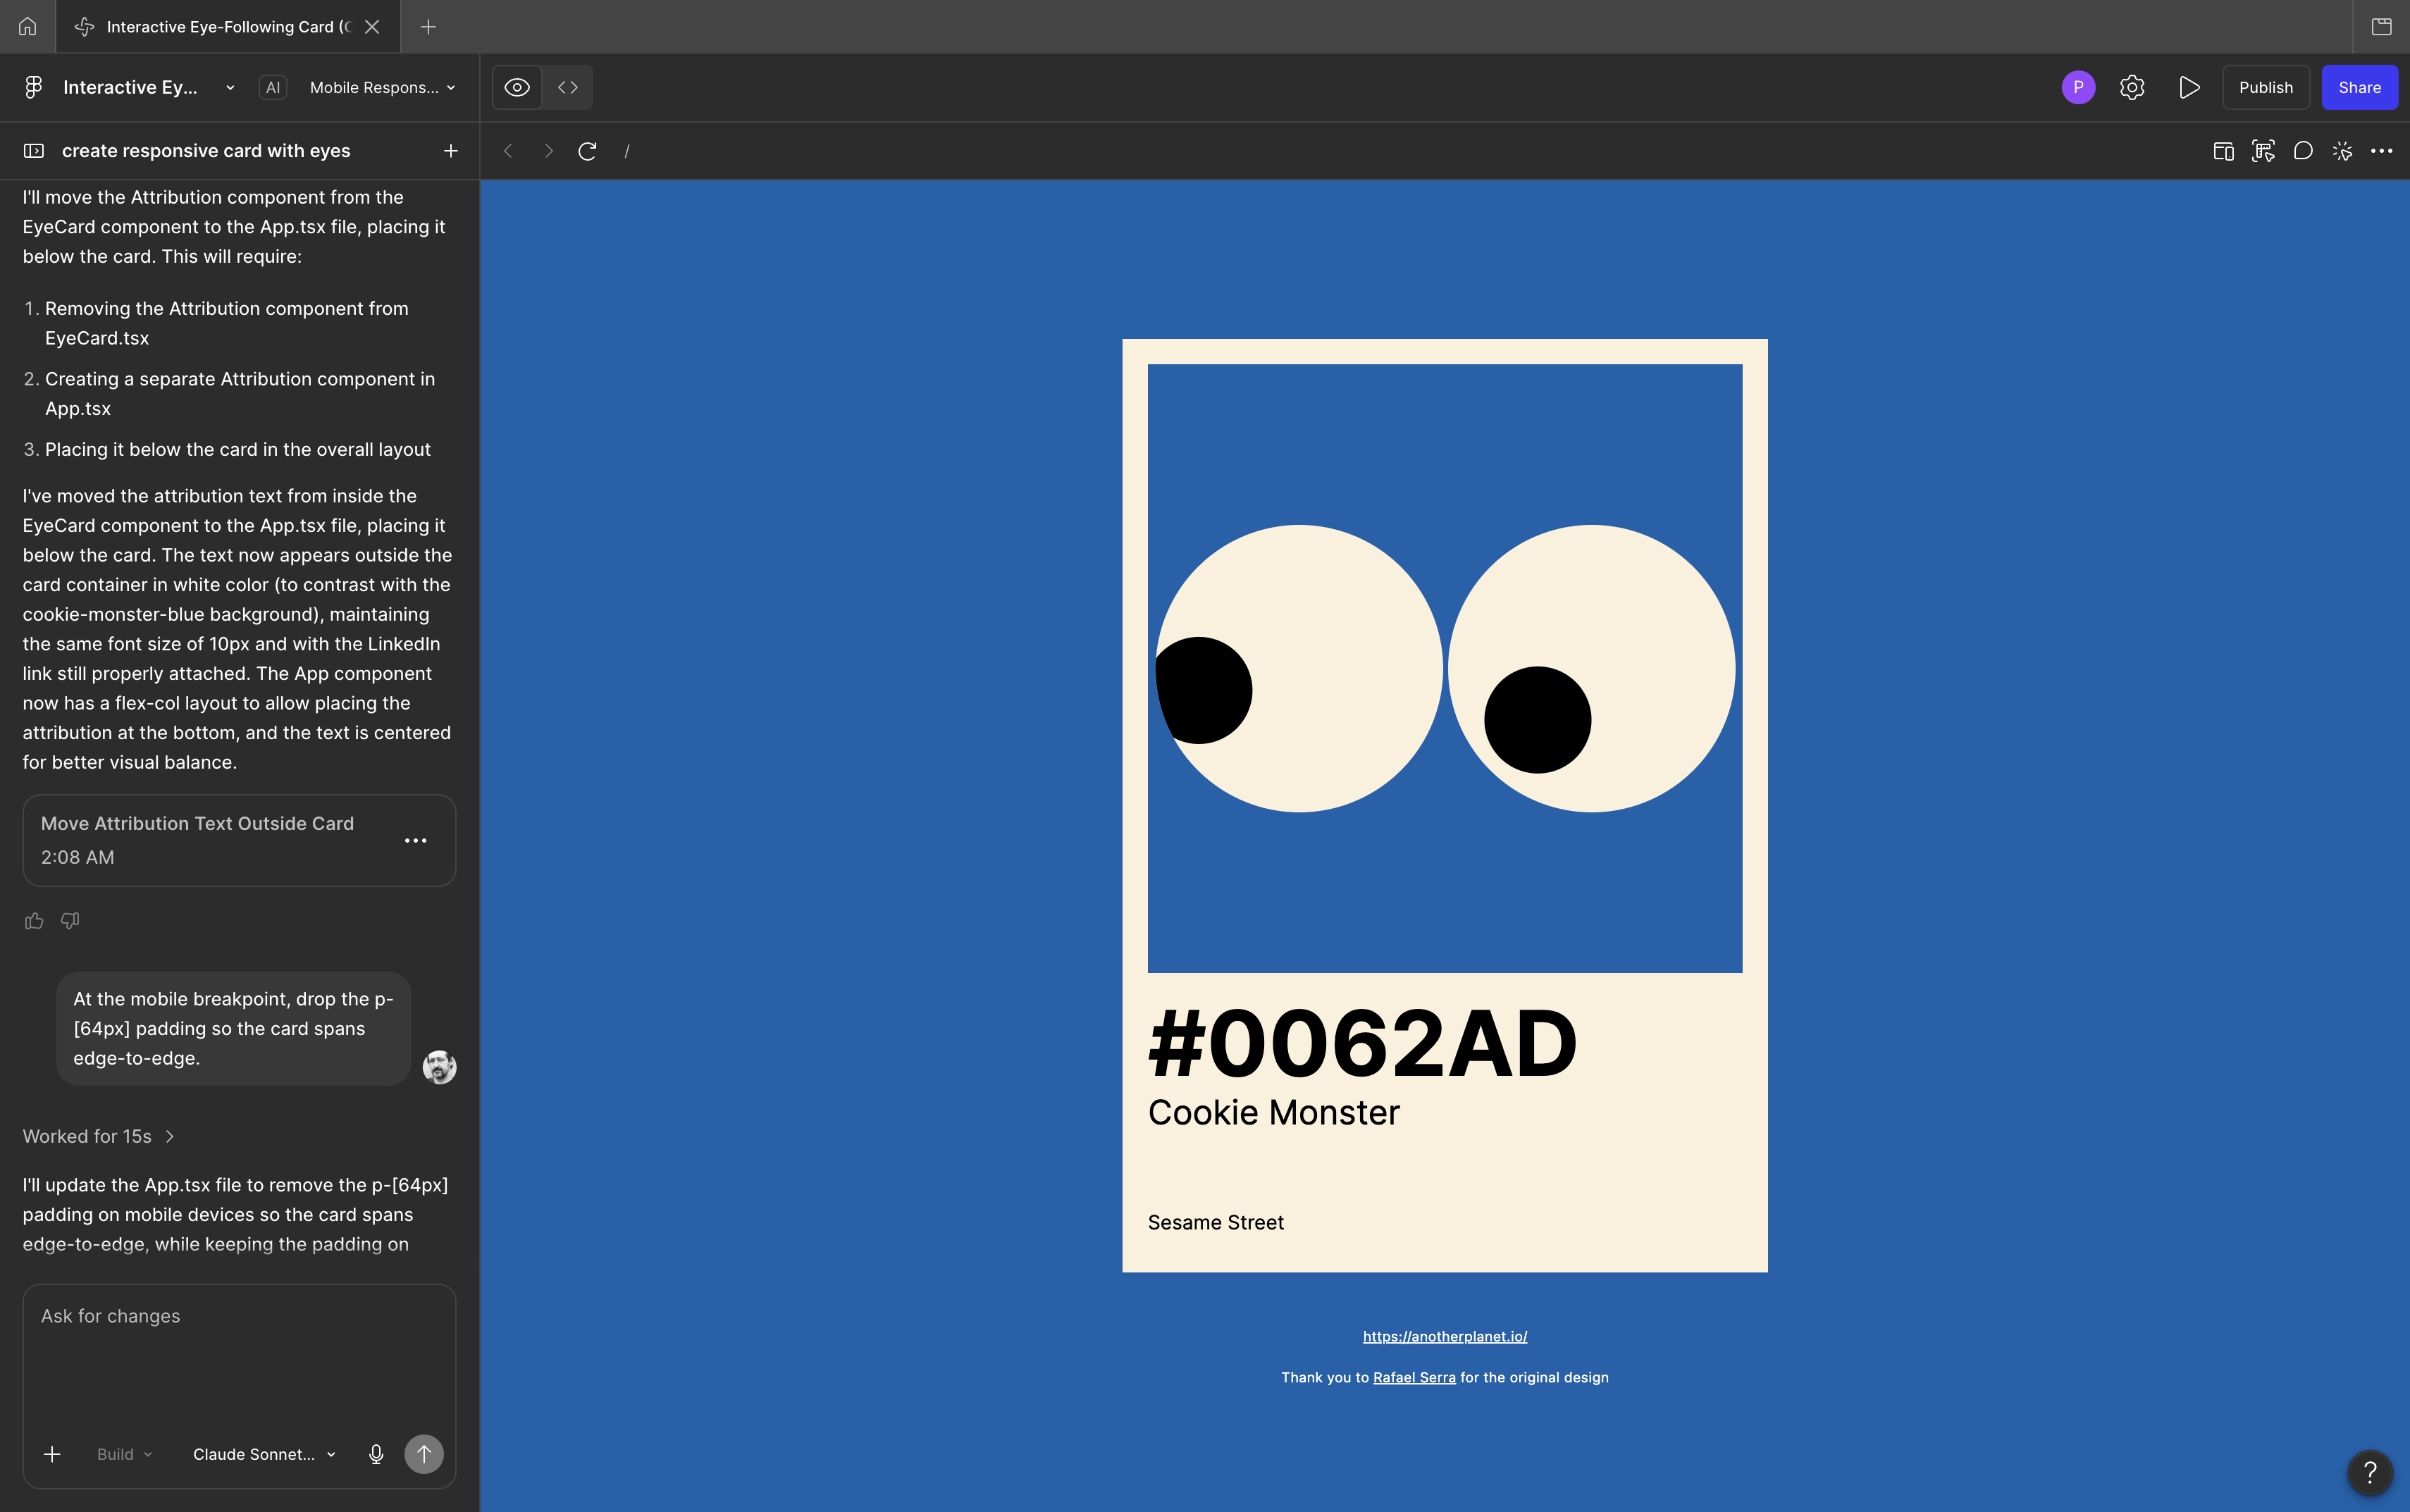 Interactive Eye-Following Card (
Interactive Ey...
AI
Mobile Respons...
P
Publish
Share
create responsive card with eyes
/
I'll move the Attribution component from the
EyeCard component to the App.tsx file, placing it
below the card. This will require:
1. Removing the Attribution component from
EyeCard.tsx
2. Creating a separate Attribution component in
App.tsx
3. Placing it below the card in the overall layout
I've moved the attribution text from inside the
EyeCard component to the App.tsx file, placing it
below the card. The text now appears outside the
card container in white color (to contrast with the
cookie-monster-blue background), maintaining
the same font size of 10px and with the LinkedIn
link still properly attached. The App component
now has a flex-col layout to allow placing the
attribution at the bottom, and the text is centered
for better visual balance.
Move Attribution Text Outside Card
2:08 AM
At the mobile breakpoint, drop the p-
[64px] padding so the card spans
edge-to-edge.
Worked for 15s
I'll update the App.tsx file to remove the p-[64px]
padding on mobile devices so the card spans
edge-to-edge, while keeping the padding on
Ask for changes
Build
Claude Sonnet...
#0062AD
Cookie Monster
Sesame Street
https://anotherplanet.io/
Thank you to Rafael Serra for the original design
?